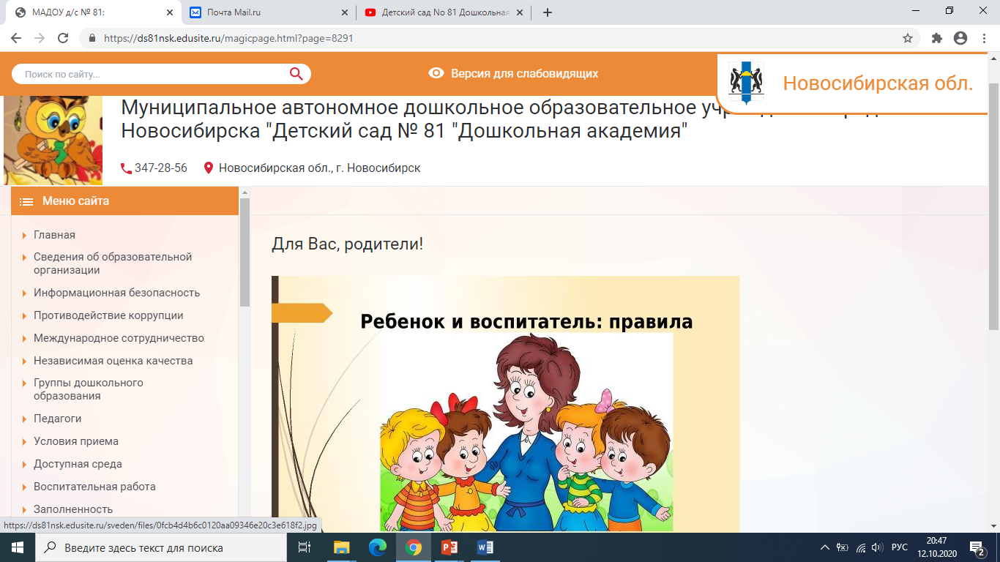 МАДОУ д/с № 81:
Почта Mail.ru
Детский сад No 81 Дошкольная
https://ds81nsk.edusite.ru/magicpage.html?page=8291
Поиск по сайту...
Версия для слабовидящих
Новосибирская обл.
Муниципальное автономное дошкольное образовательное
Новосибирска "Детский сад № 81 "Дошкольная академия"
347-28-56
Новосибирская обл., г. Новосибирск
Меню сайта
Главная
Сведения об образовательной
организации
Информационная безопасность
Противодействие коррупции
Международное сотрудничество
Независимая оценка качества
Группы дошкольного
образования
Педагоги
Условия приема
Доступная среда
Воспитательная работа
Заполненность
Для Вас, родители!
Ребенок и воспитатель: правила
https://ds81nsk.edusite.ru/sveden/files/0fcb4d4b6c0120aa09346e20c3e618f2.jpg
Введите здесь текст для поиска
РУС
20:47
12.10.2020
2